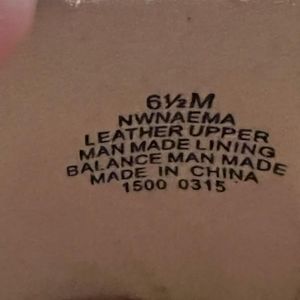 6½M
NWNAEMA
LEATHER UPPER
MAN MADE LINING
BALANCE MAN MADE
MADE IN CHINA
1500 0315